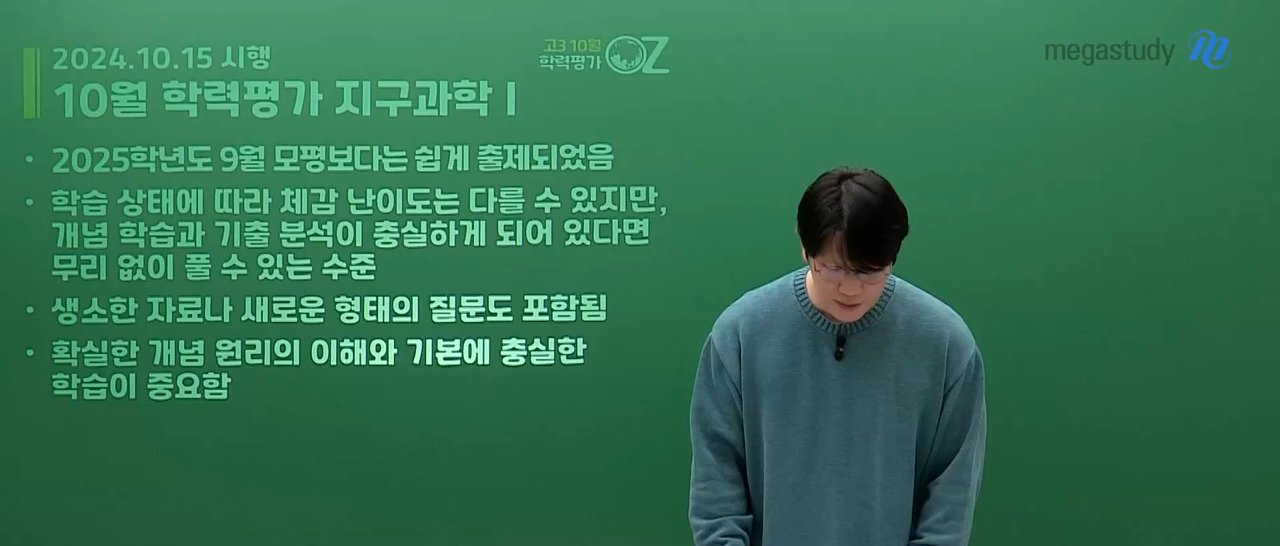 2024.10.15 시행
10월 학력평가 지구과학 I
고3 10월
학력평가 OZ
megastudy
• 2025학년도 9월 모평보다는 쉽게 출제되었음
• 학습 상태에 따라 체감 난이도는 다를 수 있지만,
개념 학습과 기출 분석이 충실하게 되어 있다면
무리 없이 풀 수 있는 수준
• 생소한 자료나 새로운 형태의 질문도 포함됨
• 확실한 개념 원리의 이해와 기본에 충실한
학습이 중요함